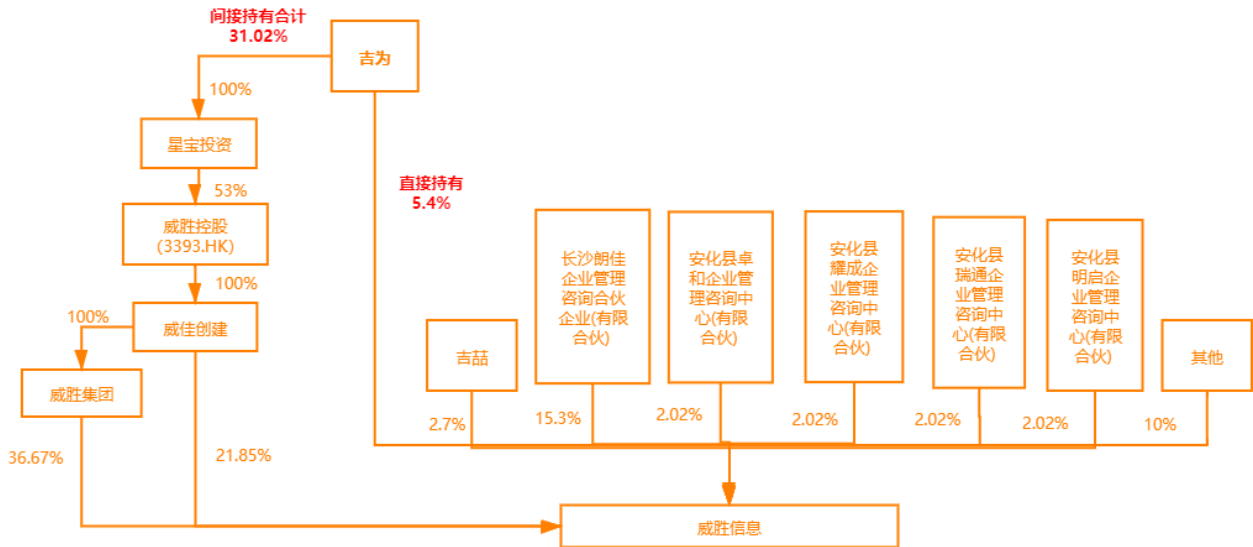 间接持有合计
31.02%
吉为
100%
星宝投资
53%
直接持有
5.4%
威胜控股
(3393.HK)
100%
长沙朗佳
企业管理
咨询合伙
企业(有限
合伙)
安化县卓
和企业管
理咨询中
心(有限
合伙)
安化县
耀成企
业管理
咨询中
心(有限
合伙)
安化县
瑞通企
业管理
咨询中
心(有限
合伙)
安化县
明启企
业管理
咨询中
心(有限
合伙)
100%
威佳创建
吉喆
其他
威胜集团
2.7%
15.3%
2.02%
2.02%
2.02%
2.02%
10%
36.67%
21.85%
威胜信息